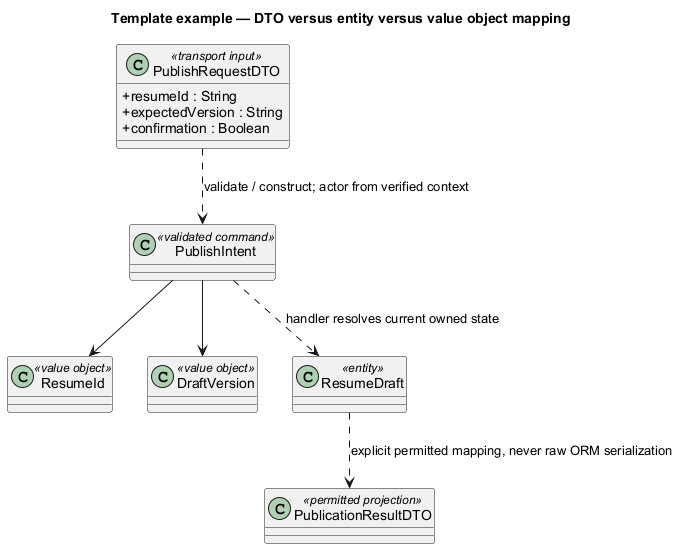 Template example — DTO versus entity versus value object mapping
C «transport input»
PublishRequestDTO
+resumeId : String
+expectedVersion : String
+confirmation : Boolean
validate / construct; actor from verified context
C «validated command»
PublishIntent
handler resolves current owned state
C «value object»
ResumeId
C «value object»
DraftVersion
C «entity»
ResumeDraft
explicit permitted mapping, never raw ORM serialization
C «permitted projection»
PublicationResultDTO